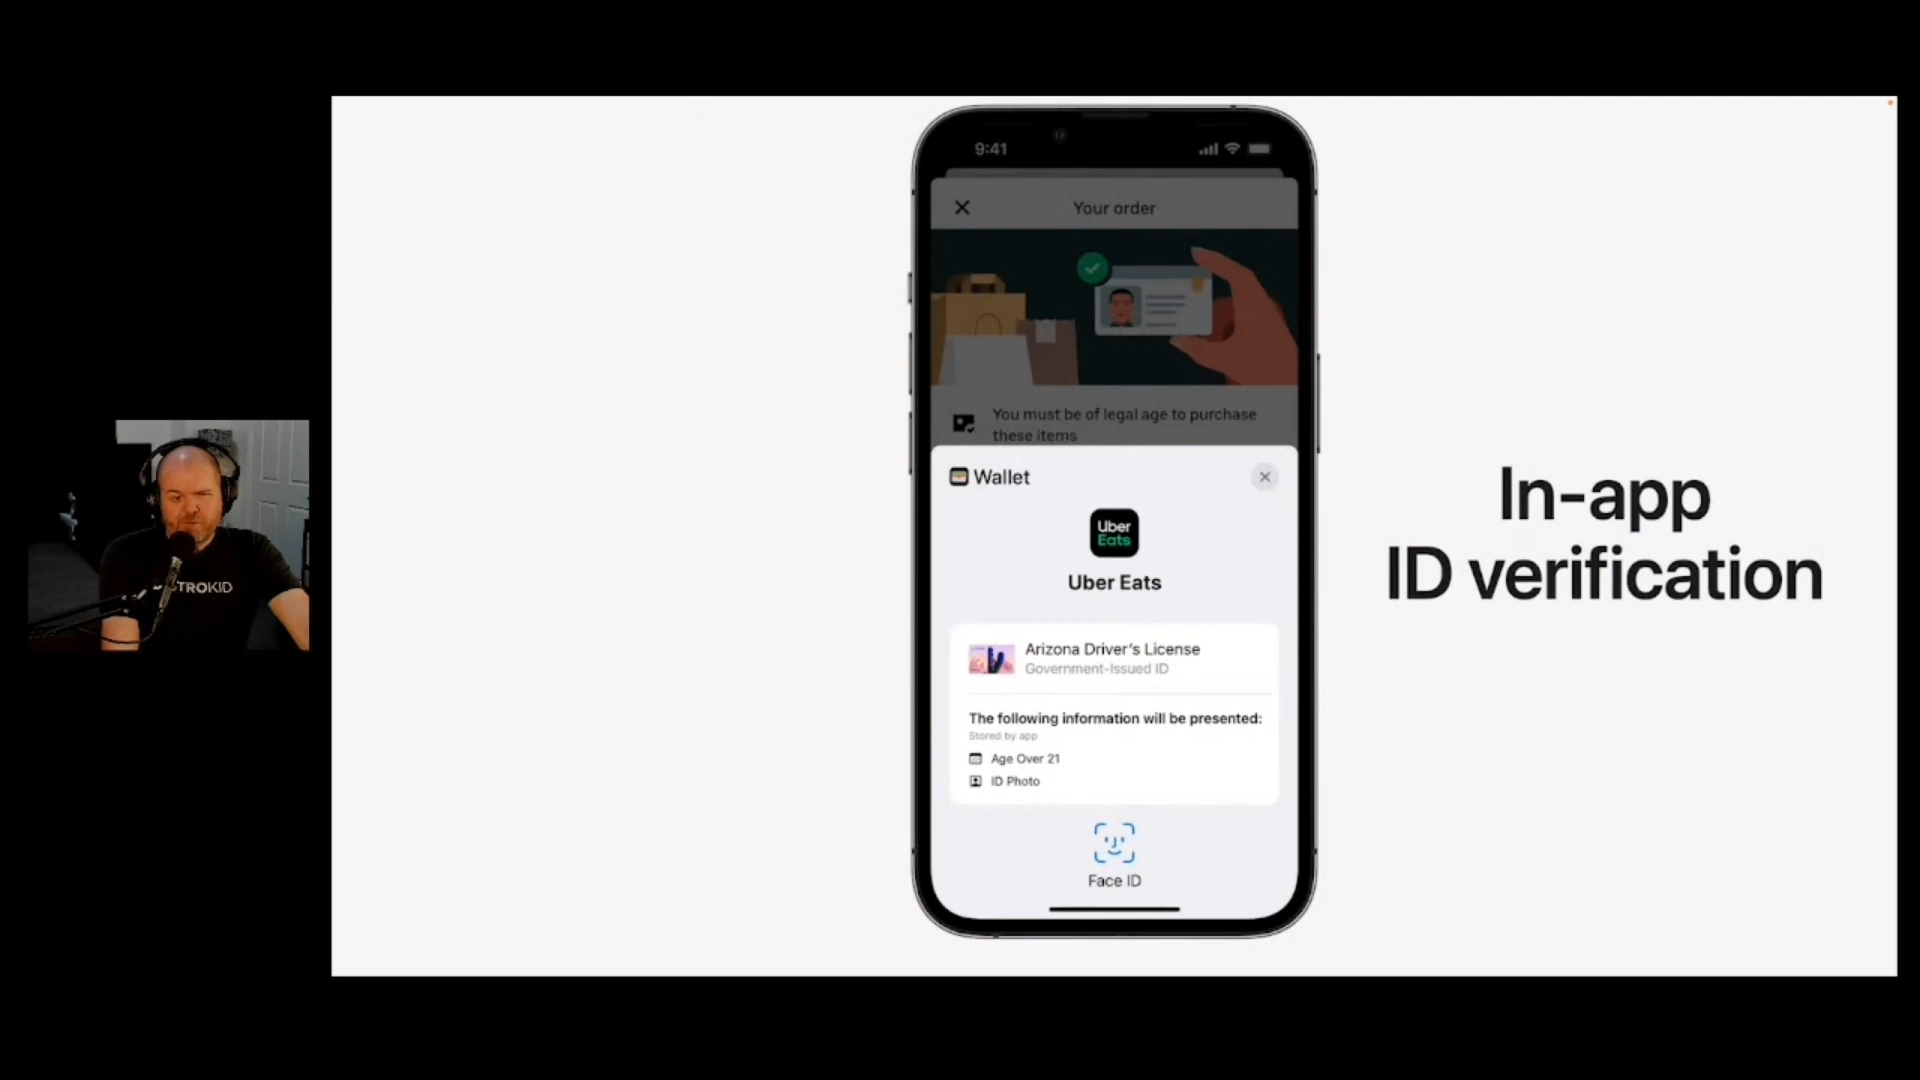 9:41
Your order
You must be of legal age to purchase
these items
Wallet
Uber
Eats
Uber Eats
Arizona Driver's License
Government-Issued ID
The following information will be presented:
Stored by app
Age Over 21
ID Photo
Face ID
In-app
ID verification
TROKID